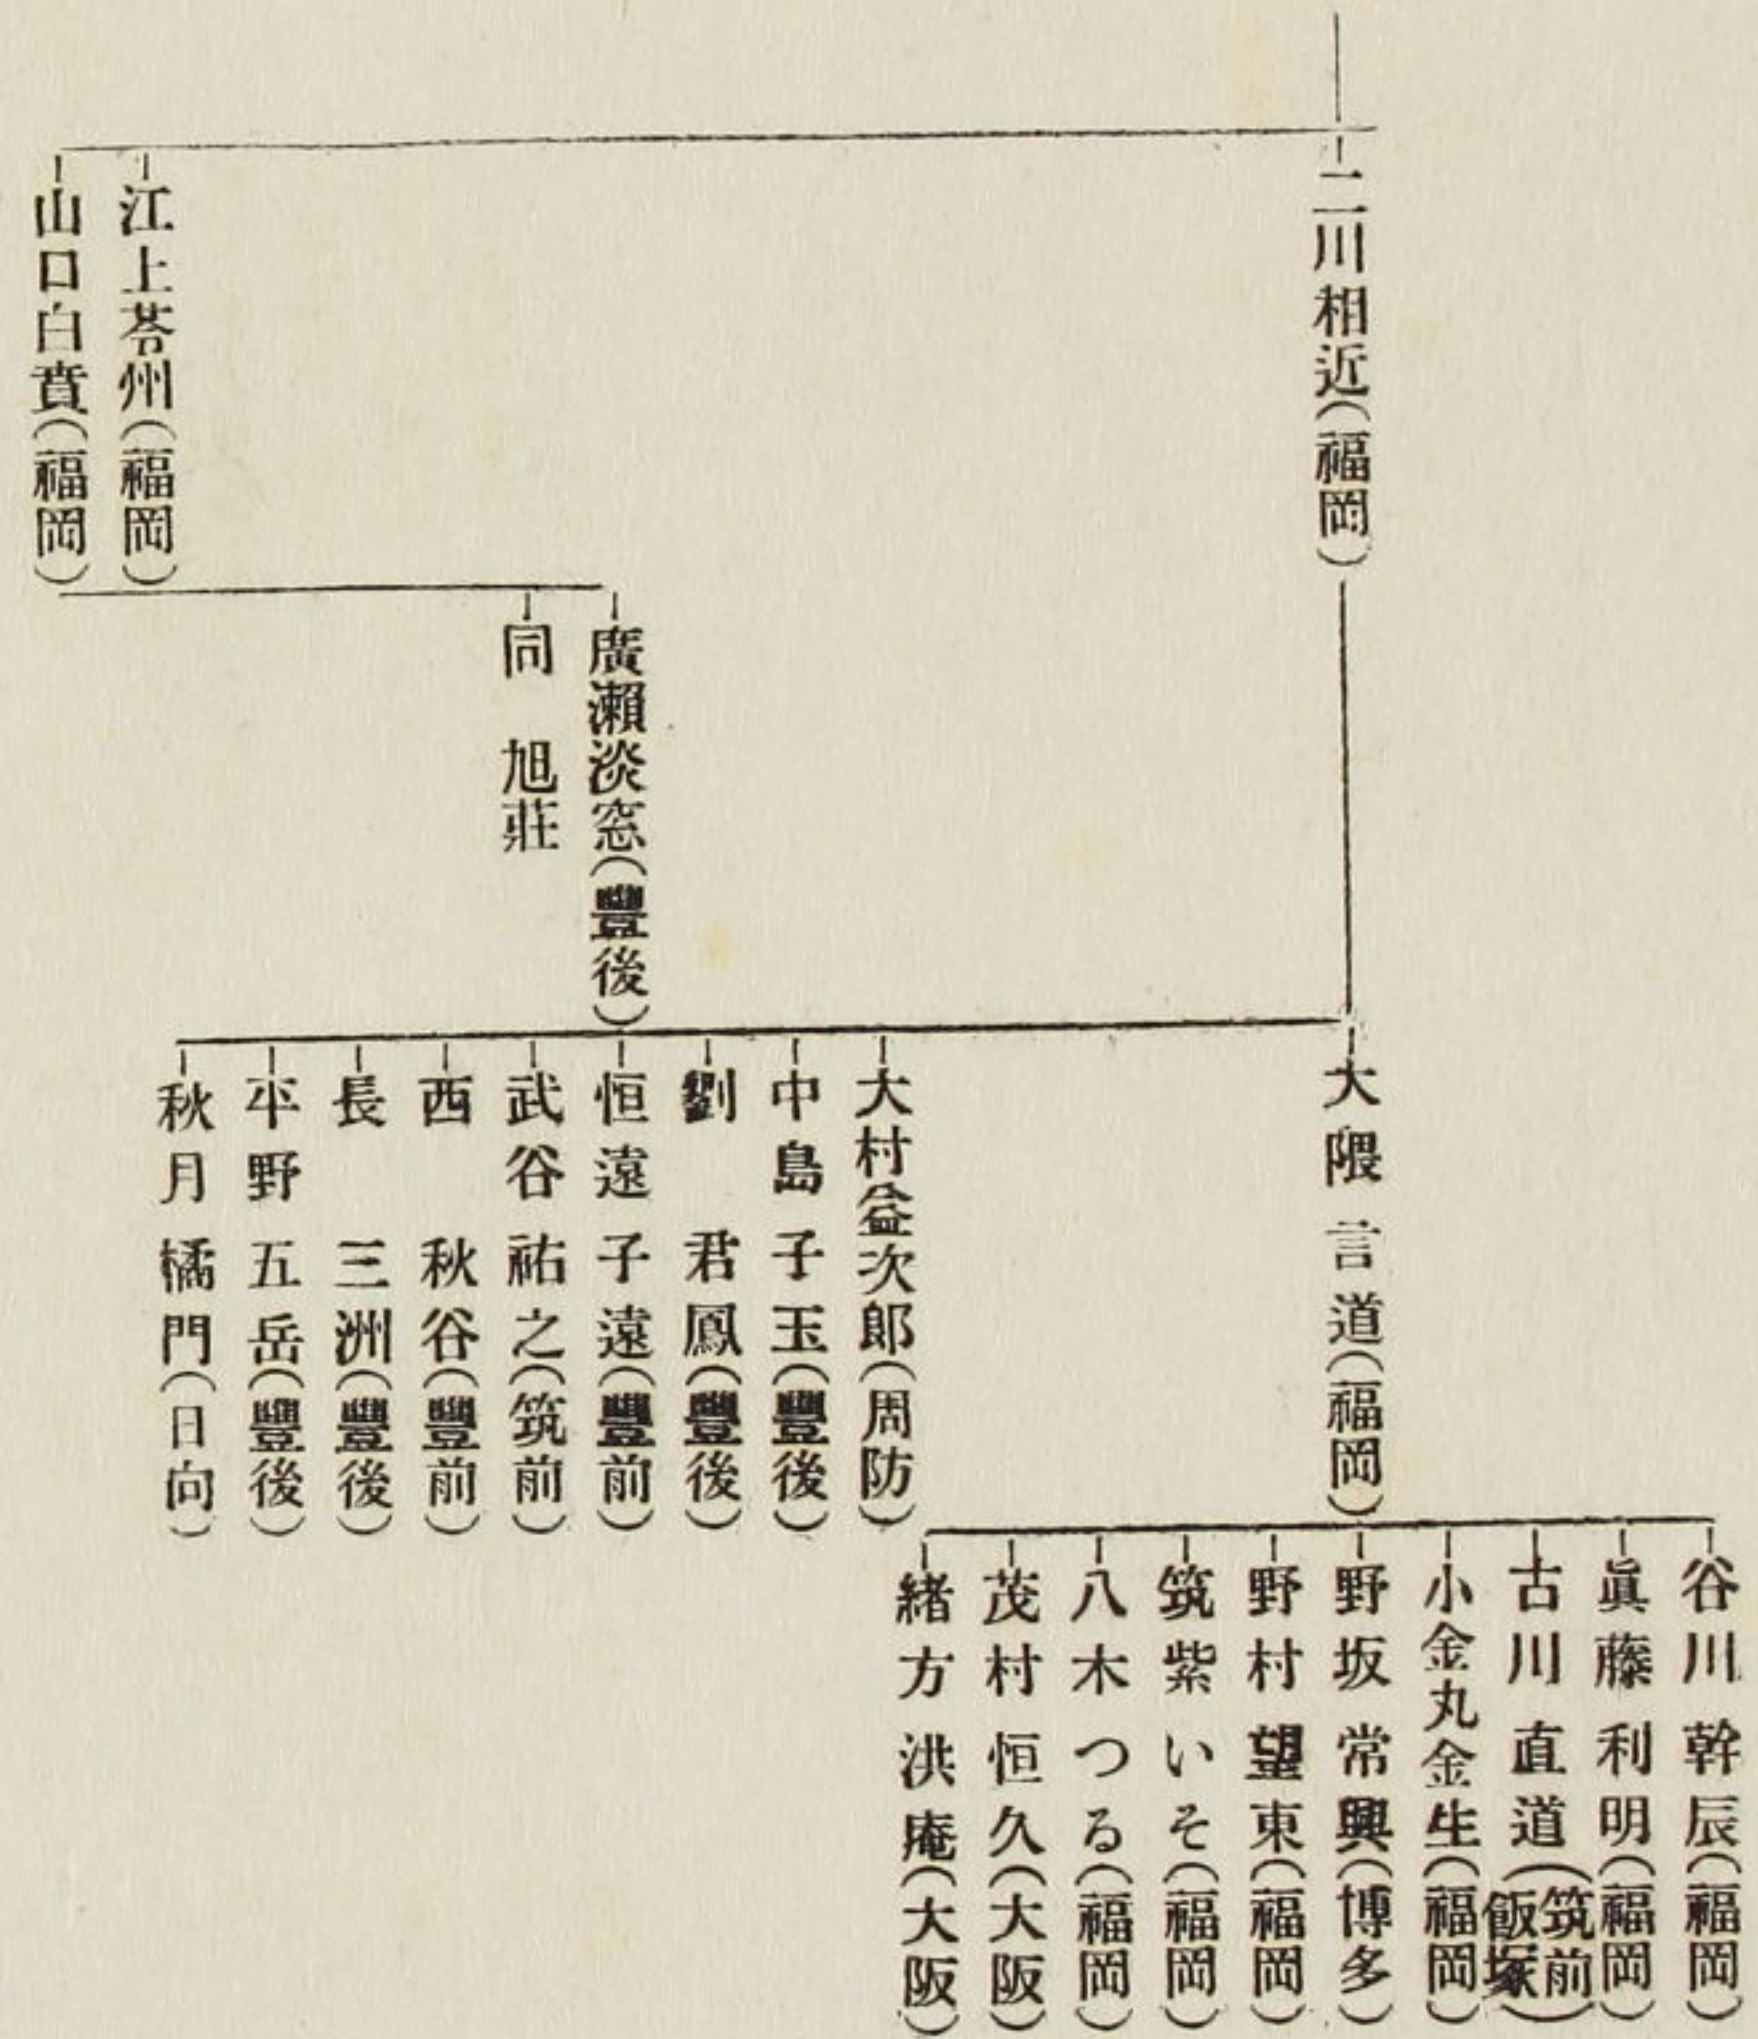 二川相近(福岡)
江上苓州(福岡)
山口白賁(福岡)
廣瀨淡窓(豐後)
同 旭莊
大隈言道(福岡)
大村益次郎(周防)
中島子玉(豐後)
劉 君鳳(豐後)
恒遠子遠(豐前)
武谷祐之(筑前)
西 秋谷(豐前)
長 三洲(豐後)
平野五岳(豐後)
秋月橘門(日向)
谷川幹辰(福岡)
眞藤利明(福岡)
古川直道(筑前飯塚)
小金丸金生(福岡)
野坂常興(博多)
野村望東(福岡)
筑紫いそ(福岡)
八木つる(福岡)
茂村恒久(大阪)
緒方洪庵(大阪)